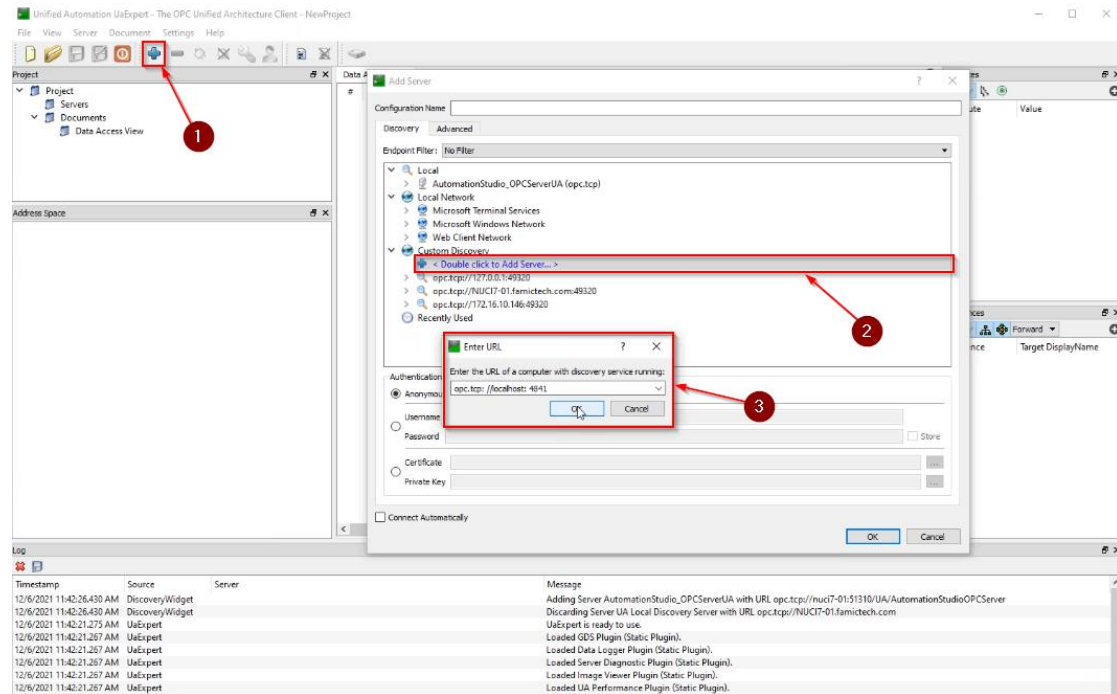 Unified Automation UaExpert - The OPC Unified Architecture Client - NewProject
File View Server Document Settings Help
Project
Data A
Add Server
Project
Servers
Documents
Data Access View
1
#
Configuration Name
Discovery Advanced
Endpoint Filter: No Filter
Local
AutomationStudio_OPCServerUA (opc.tcp)
Local Network
Microsoft Terminal Services
Microsoft Windows Network
Web Client Network
Custom Discovery
< Double click to Add Server... >
opc.tcp://127.0.0.1:49320
opc.tcp://NUCI7-01.famictech.com:49320
opc.tcp://172.16.10.146:49320
Recently Used
2
Address Space
Enter URL
Enter the URL of a computer with discovery service running:
opc.tcp: //localhost: 4841
OK Cancel
3
Authentication
Anonymou
Username
Password
Store
Certificate
Private Key
Connect Automatically
OK Cancel
tes
ute Value
nces
Forward
nce Target DisplayName
Log
Timestamp Source Server Message
12/6/2021 11:42:26.430 AM DiscoveryWidget Adding Server AutomationStudio_OPCServerUA with URL opc.tcp://nuci7-01:51310/UA/AutomationStudioOPCServer
12/6/2021 11:42:26.430 AM DiscoveryWidget Discarding Server UA Local Discovery Server with URL opc.tcp://NUCI7-01.famictech.com
12/6/2021 11:42:21.275 AM UaExpert UaExpert is ready to use.
12/6/2021 11:42:21.267 AM UaExpert Loaded GDS Plugin (Static Plugin).
12/6/2021 11:42:21.267 AM UaExpert Loaded Data Logger Plugin (Static Plugin).
12/6/2021 11:42:21.267 AM UaExpert Loaded Server Diagnostic Plugin (Static Plugin).
12/6/2021 11:42:21.267 AM UaExpert Loaded Image Viewer Plugin (Static Plugin).
12/6/2021 11:42:21.267 AM UaExpert Loaded UA Performance Plugin (Static Plugin).